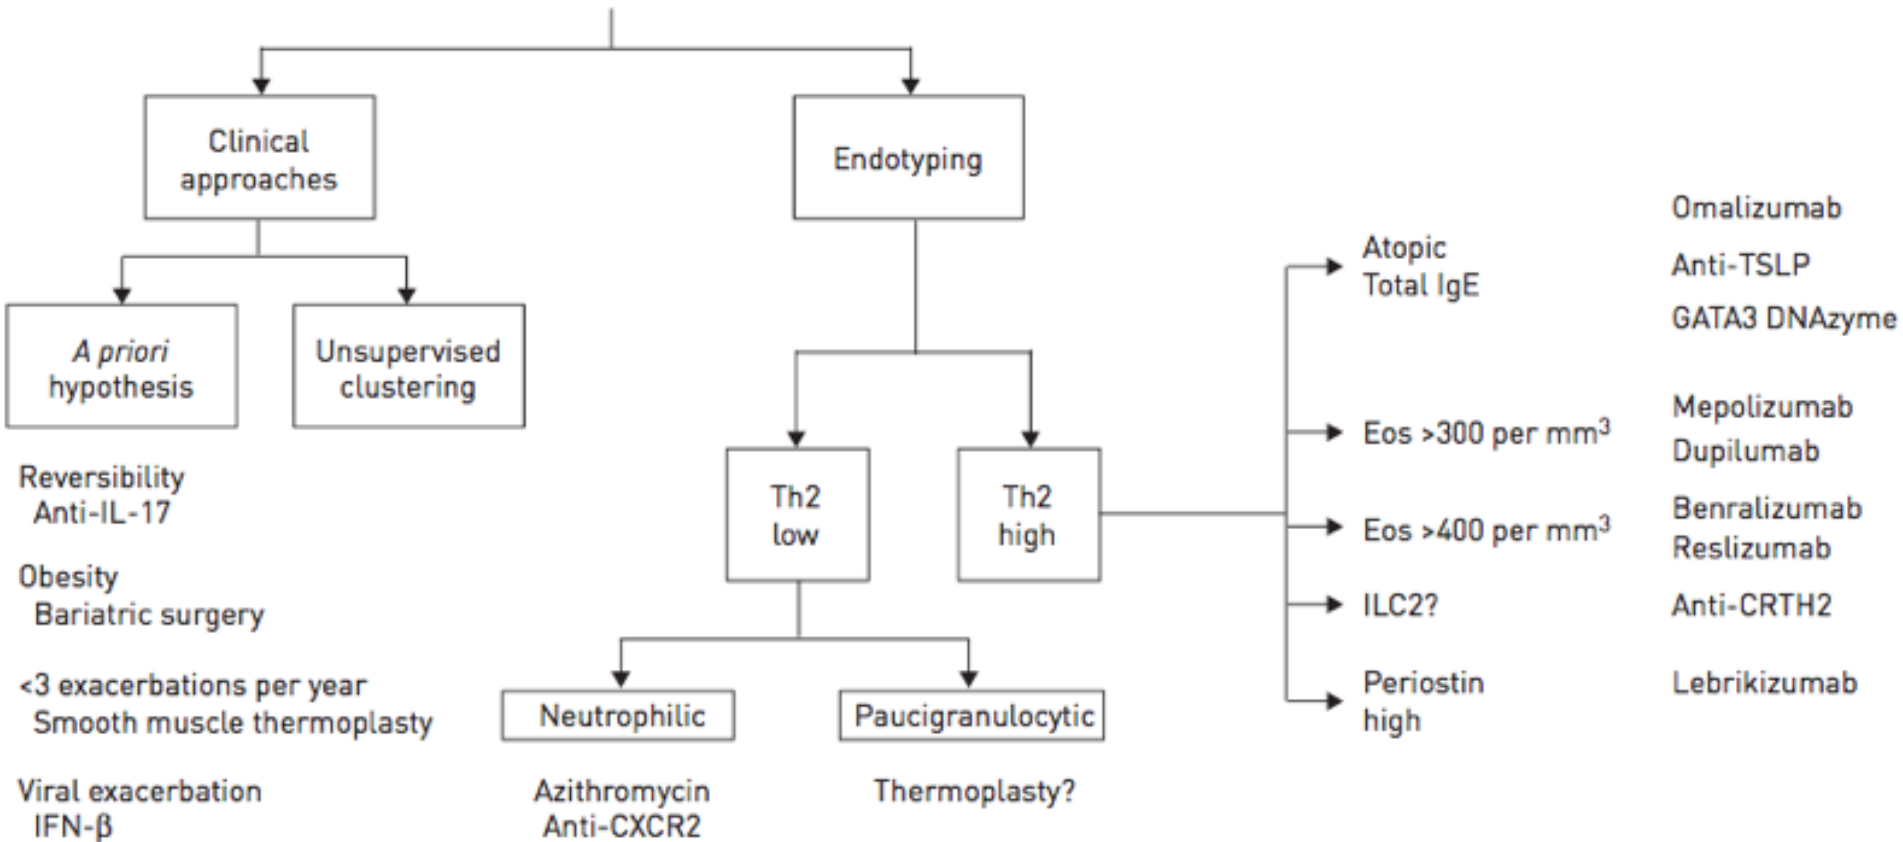 Clinical
approaches
Endotyping
A priori
hypothesis
Unsupervised
clustering
Reversibility
Anti-IL-17
Obesity
Bariatric surgery
<3 exacerbations per year
Smooth muscle thermoplasty
Viral exacerbation
IFN-β
Th2
low
Th2
high
Neutrophilic
Paucigranulocytic
Azithromycin
Anti-CXCR2
Thermoplasty?
Atopic
Total IgE
Omalizumab
Anti-TSLP
GATA3 DNAzyme
Eos >300 per mm³
Mepolizumab
Dupilumab
Eos >400 per mm³
Benralizumab
Reslizumab
ILC2?
Anti-CRTH2
Periostin
high
Lebrikizumab